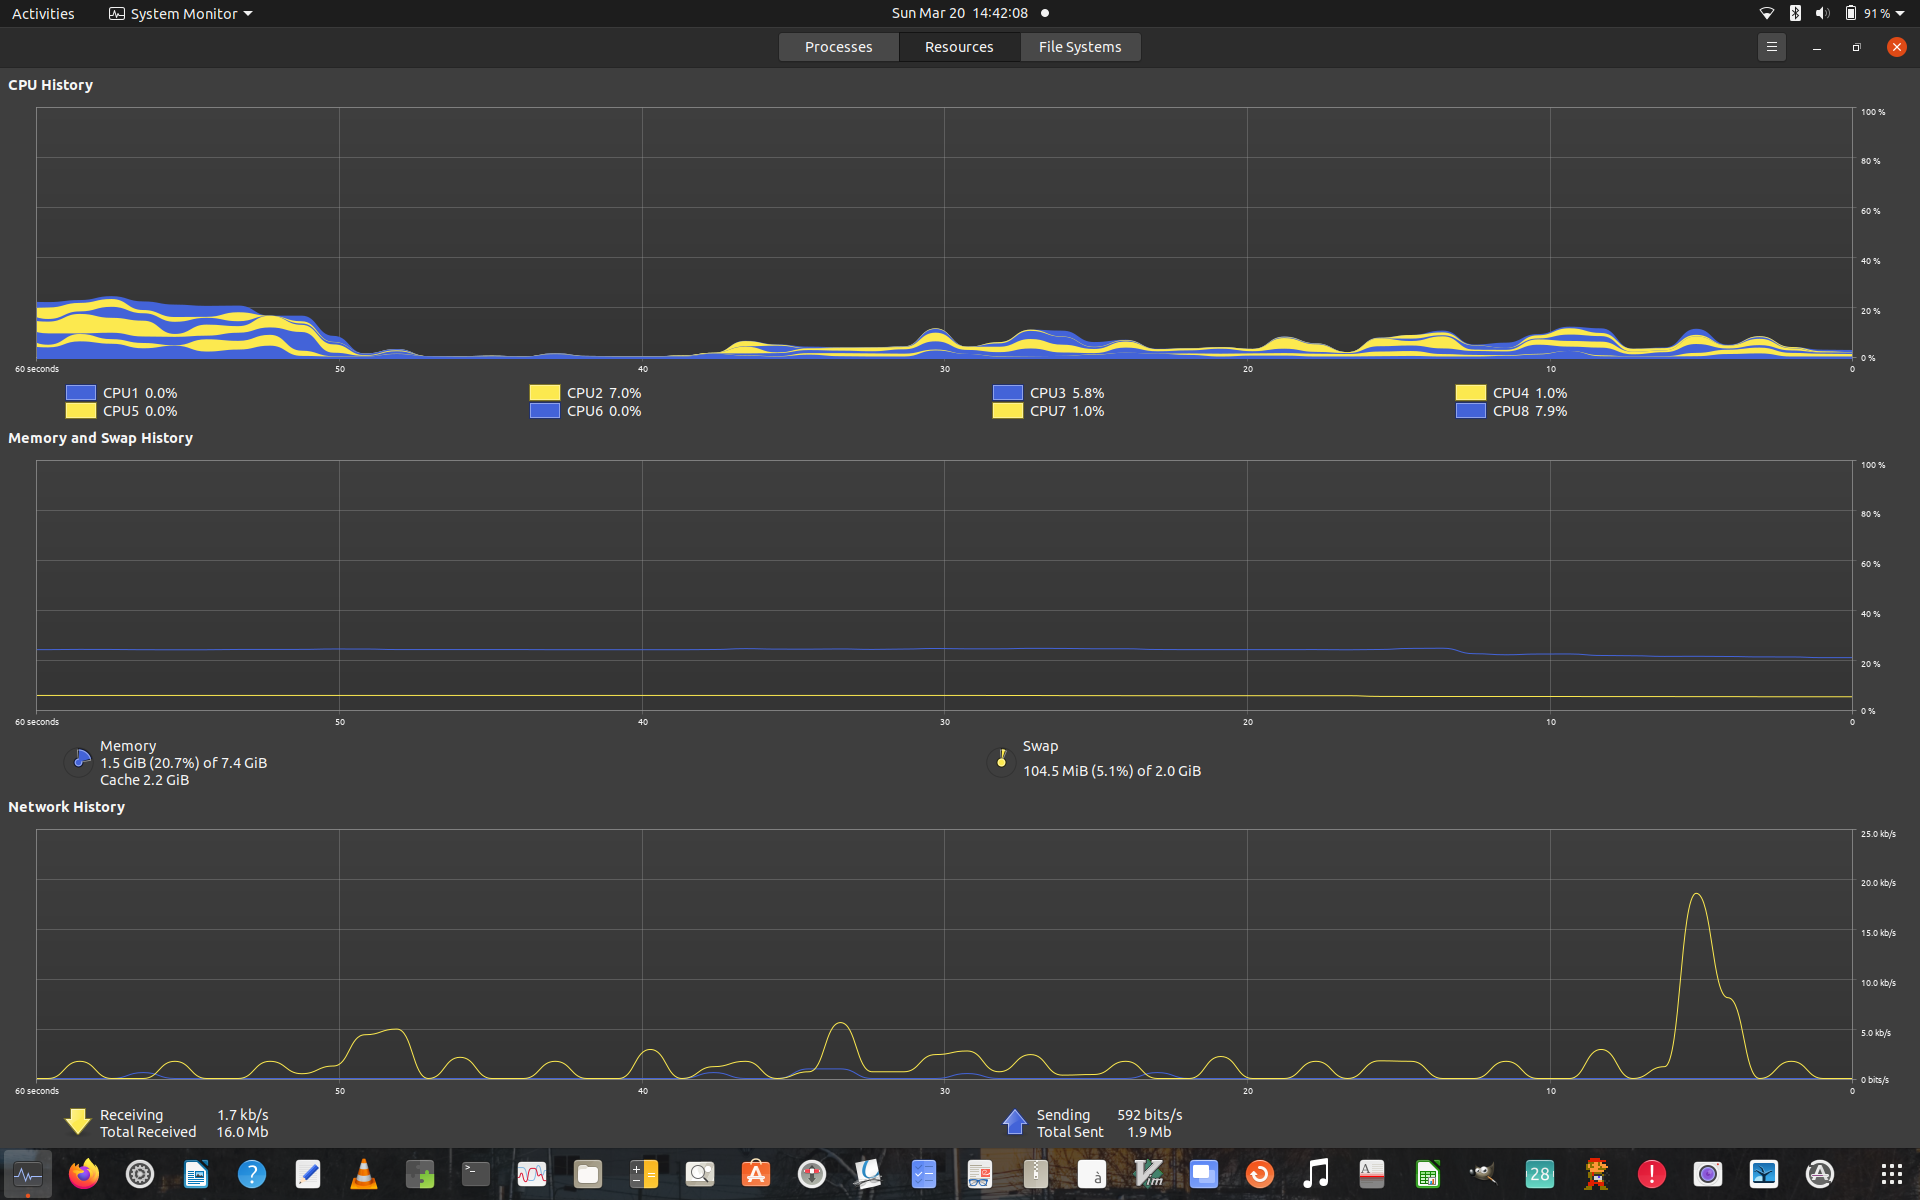 Activities System Monitor Sun Mar 20 14:42:08 91 %
Processes Resources File Systems
CPU History
100 %
80 %
60 %
40 %
20 %
0 %
60 seconds 50 40 30 20 10 0
CPU1 0.0% CPU2 7.0% CPU3 5.8% CPU4 1.0%
CPU5 0.0% CPU6 0.0% CPU7 1.0% CPU8 7.9%
Memory and Swap History
100 %
80 %
60 %
40 %
20 %
0 %
60 seconds 50 40 30 20 10 0
Memory
1.5 GiB (20.7%) of 7.4 GiB
Cache 2.2 GiB
Swap
104.5 MiB (5.1%) of 2.0 GiB
Network History
25.0 kb/s
20.0 kb/s
15.0 kb/s
10.0 kb/s
5.0 kb/s
0 bits/s
60 seconds 50 40 30 20 10 0
Receiving 1.7 kb/s
Total Received 16.0 Mb
Sending 592 bits/s
Total Sent 1.9 Mb
? >_ à Vim A 28 !